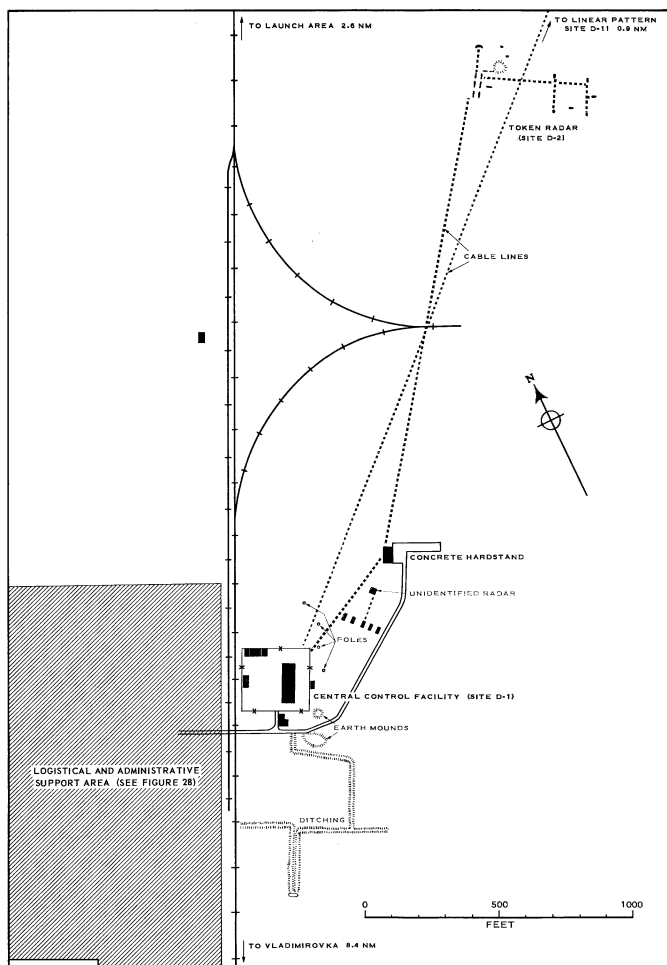 TO LAUNCH AREA 2.6 NM
TO LINEAR PATTERN
SITE D-11 0.9 NM
TOKEN RADAR
(SITE D-2)
CABLE LINES
N
CONCRETE HARDSTAND
UNIDENTIFIED RADAR
POLES
CENTRAL CONTROL FACILITY (SITE D-1)
EARTH MOUNDS
LOGISTICAL AND ADMINISTRATIVE
SUPPORT AREA (SEE FIGURE 28)
DITCHING
0 500 1000
FEET
TO VLADIMIROVKA 8.4 NM